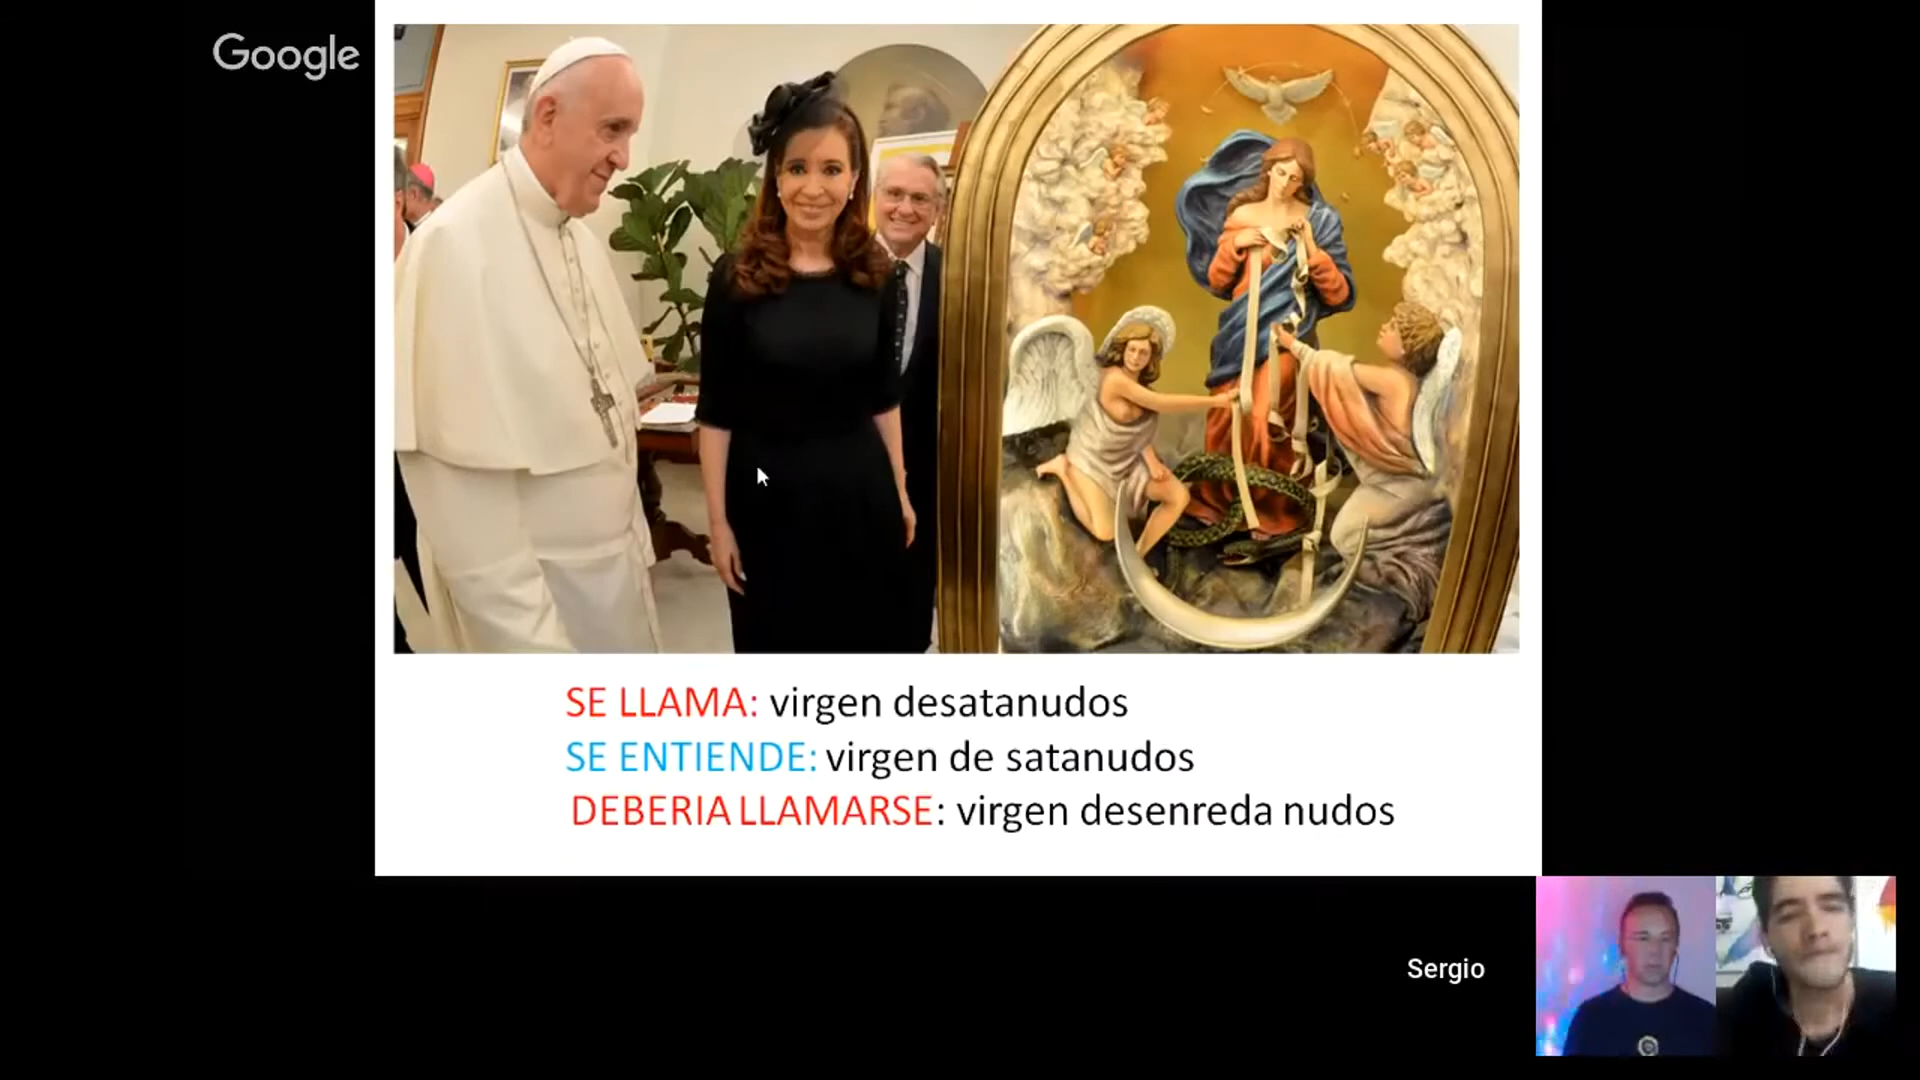 Google
SE LLAMA: virgen desatanudos
SE ENTIENDE: virgen de satanudos
DEBERIA LLAMARSE: virgen desenreda nudos
Sergio